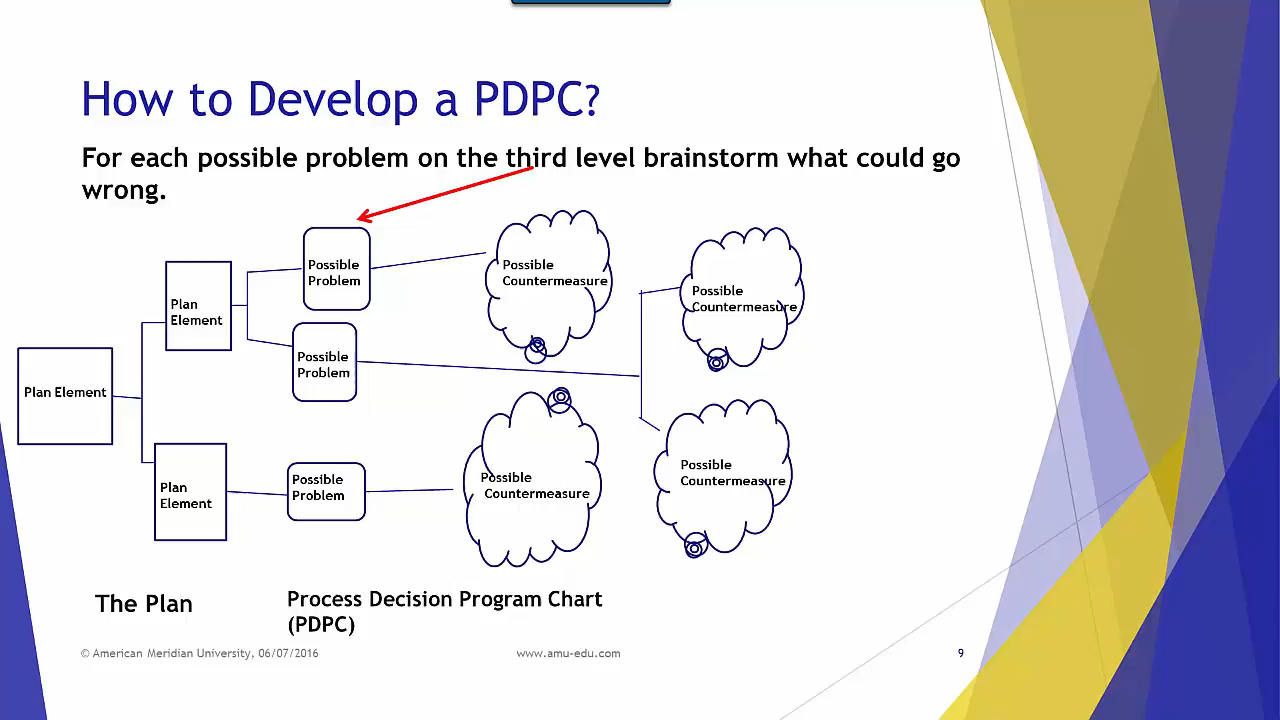 How to Develop a PDPC?
For each possible problem on the third level brainstorm what could go
wrong.
Possible
Problem
Possible
Countermeasure
Possible
Countermeasure
Plan
Element
Possible
Problem
Plan Element
Possible
Problem
Possible
Countermeasure
Possible
Countermeasure
Plan
Element
The Plan
Process Decision Program Chart
(PDPC)
© American Meridian University, 06/07/2016
www.amu-edu.com
9